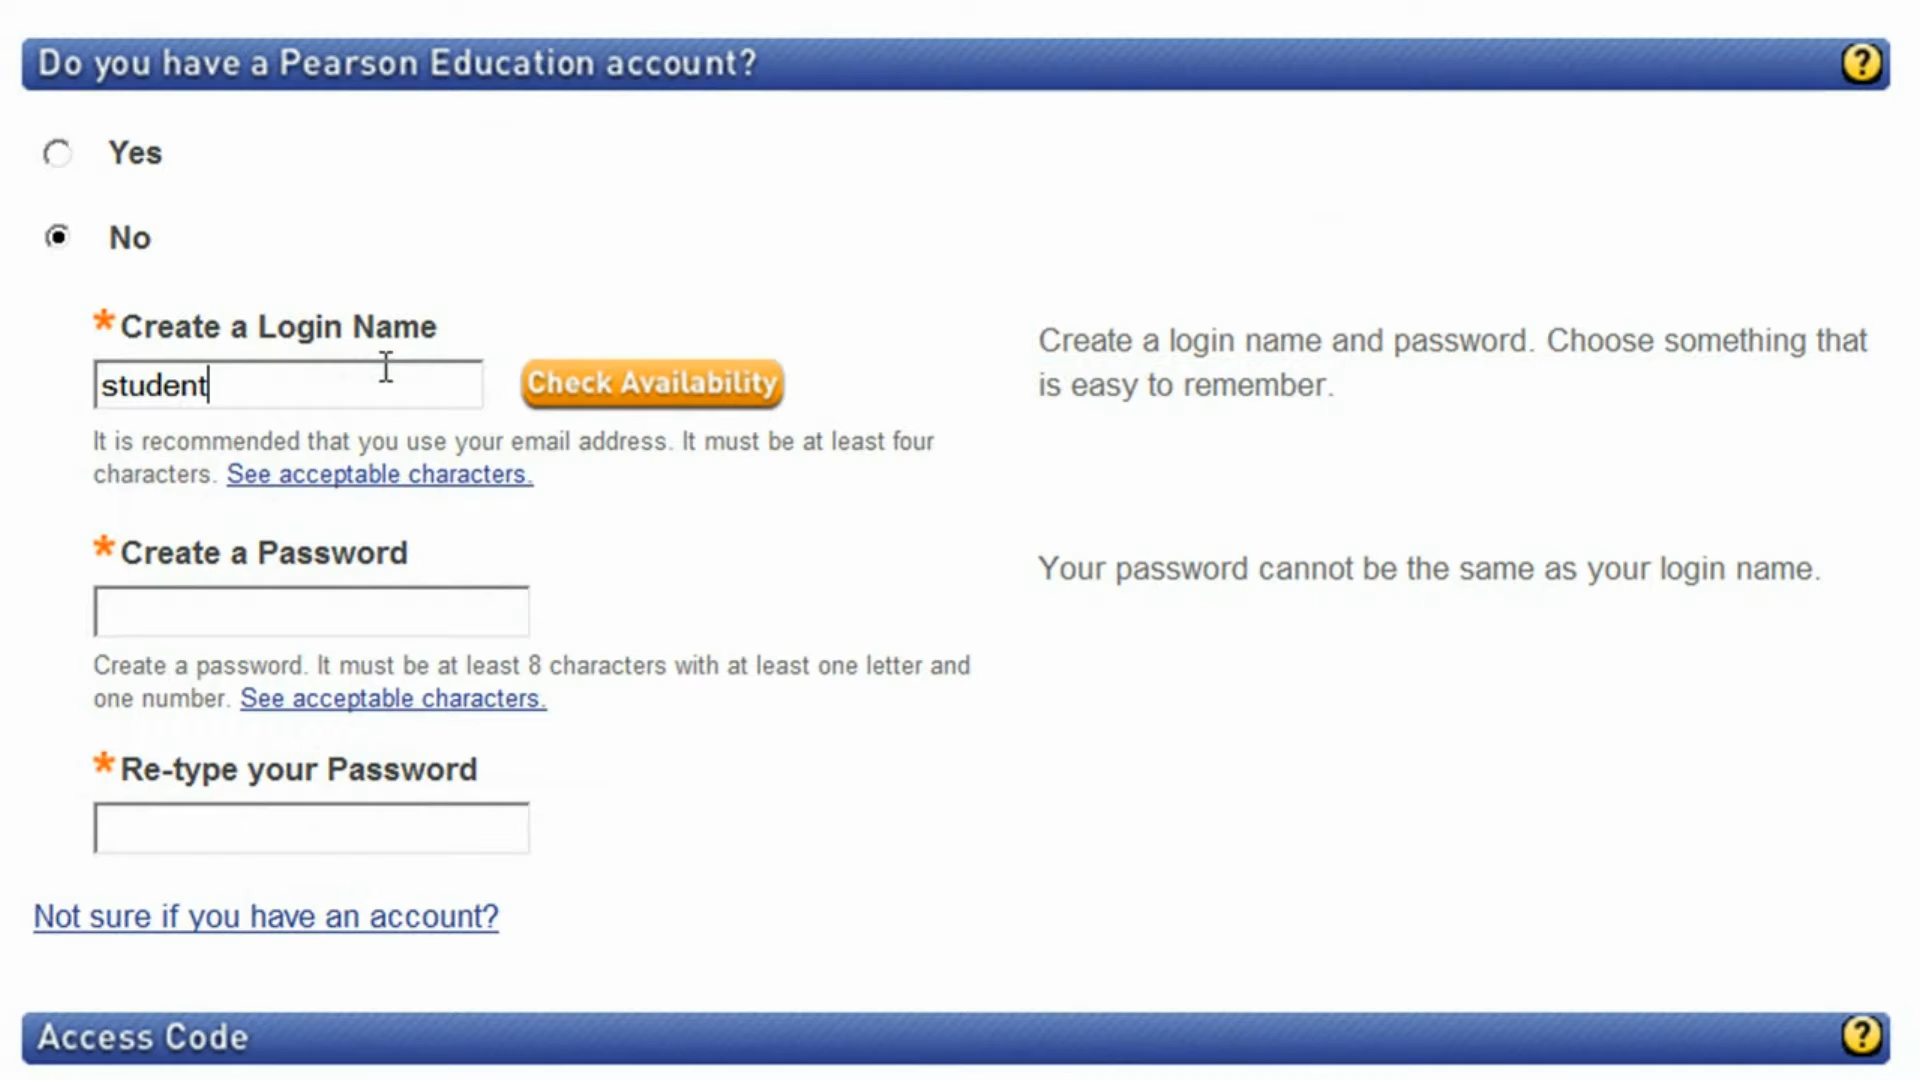 Do you have a Pearson Education account?
?
Yes
No
*Create a Login Name
student
Check Availability
Create a login name and password. Choose something that
is easy to remember.
It is recommended that you use your email address. It must be at least four
characters. See acceptable characters.
*Create a Password
Your password cannot be the same as your login name.
Create a password. It must be at least 8 characters with at least one letter and
one number. See acceptable characters.
*Re-type your Password
Not sure if you have an account?
Access Code
?